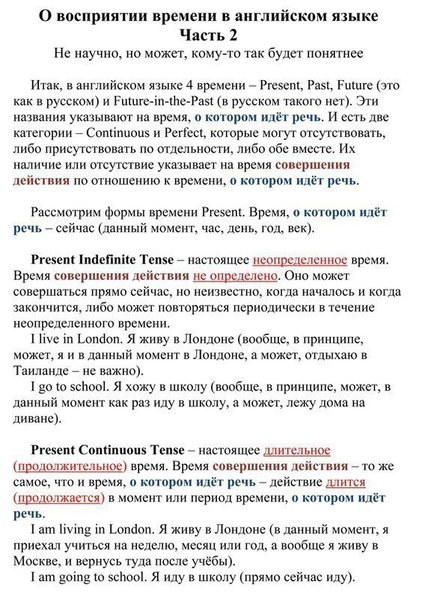 О восприятии времени в английском языке
Часть 2
Не научно, но может, кому-то так будет понятнее
Итак, в английском языке 4 времени – Present, Past, Future (это
как в русском) и Future-in-the-Past (в русском такого нет). Эти
названия указывают на время, о котором идёт речь. И есть две
категории – Continuous и Perfect, которые могут отсутствовать,
либо присутствовать по отдельности, либо обе вместе. Их
наличие или отсутствие указывает на время совершения
действия по отношению к времени, о котором идёт речь.
Рассмотрим формы времени Present. Время, о котором идёт
речь – сейчас (данный момент, час, день, год, век).
Present Indefinite Tense – настоящее неопределенное время.
Время совершения действия не определено. Оно может
совершаться прямо сейчас, но неизвестно, когда началось и когда
закончится, либо может повторяться периодически в течение
неопределенного времени.
I live in London. Я живу в Лондоне (вообще, в принципе,
может, я и в данный момент в Лондоне, а может, отдыхаю в
Таиланде – не важно).
I go to school. Я хожу в школу (вообще, в принципе, может, в
данный момент как раз иду в школу, а может, лежу дома на
диване).
Present Continuous Tense – настоящее длительное
(продолжительное) время. Время совершения действия – то же
самое, что и время, о котором идёт речь – действие длится
(продолжается) в момент или период времени, о котором идёт
речь.
I am living in London. Я живу в Лондоне (в данный момент, я
приехал учиться на неделю, месяц или год, а вообще я живу в
Москве, и вернусь туда после учёбы).
I am going to school. Я иду в школу (прямо сейчас иду).